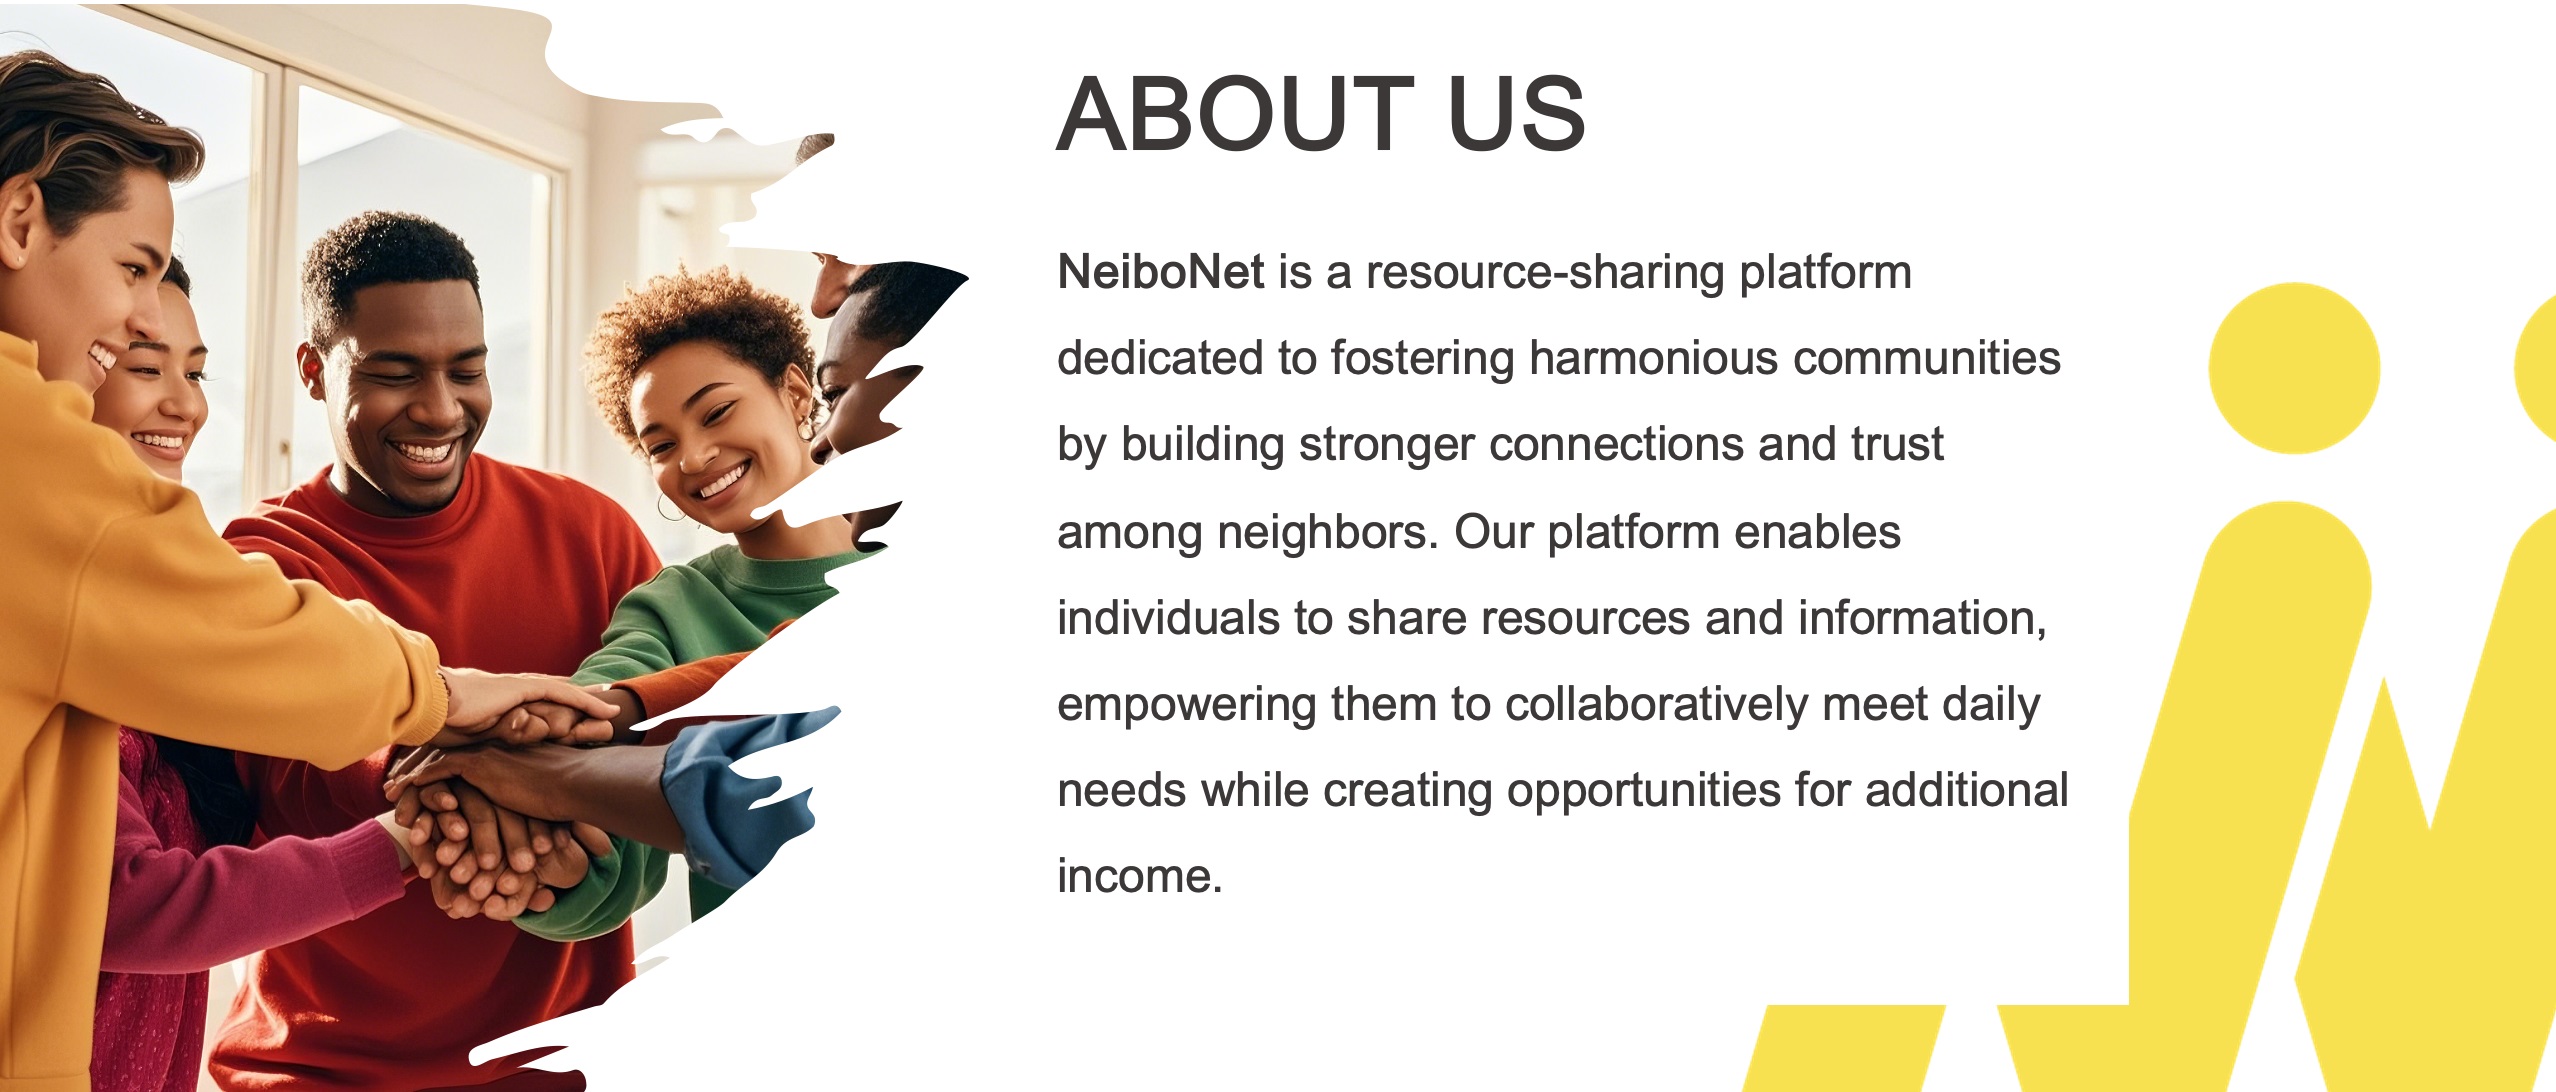 ABOUT US
NeiboNet is a resource-sharing platform
dedicated to fostering harmonious communities
by building stronger connections and trust
among neighbors. Our platform enables
individuals to share resources and information,
empowering them to collaboratively meet daily
needs while creating opportunities for additional
income.